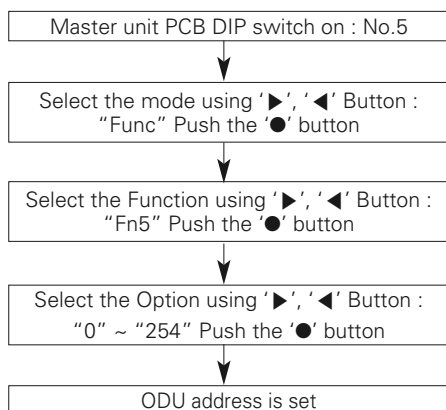 Master unit PCB DIP switch on : No.5
Select the mode using ‘▶’, ‘◀’ Button :
“Func” Push the ‘●’ button
Select the Function using ‘▶’, ‘◀’ Button :
“Fn5” Push the ‘●’ button
Select the Option using ‘▶’, ‘◀’ Button :
“0” ~ “254” Push the ‘●’ button
ODU address is set